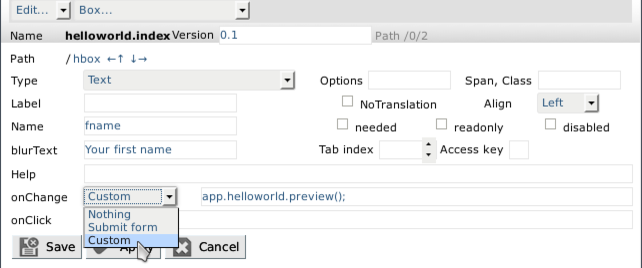 Edit... Box...
Name helloworld.index Version 0.1 Path /0/2
Path / hbox ←↑ ↓→
Type Text Options Span, Class
Label NoTranslation Align Left
Name fname needed readonly disabled
blurText Your first name Tab index Access key
Help
onChange Custom app.helloworld.preview();
Nothing
onClick Submit form
Custom
Save Cancel